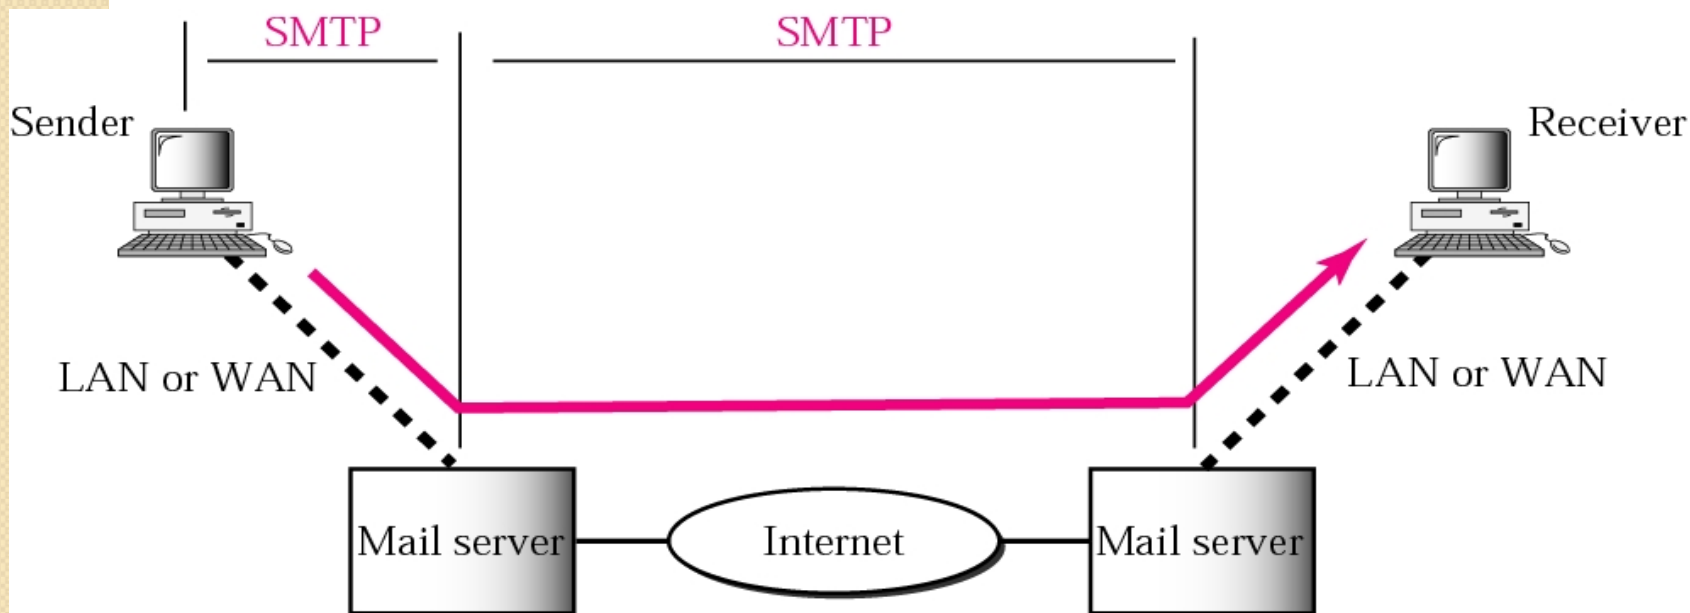 SMTP
SMTP
Sender
Receiver
LAN or WAN
LAN or WAN
Mail server
Internet
Mail server